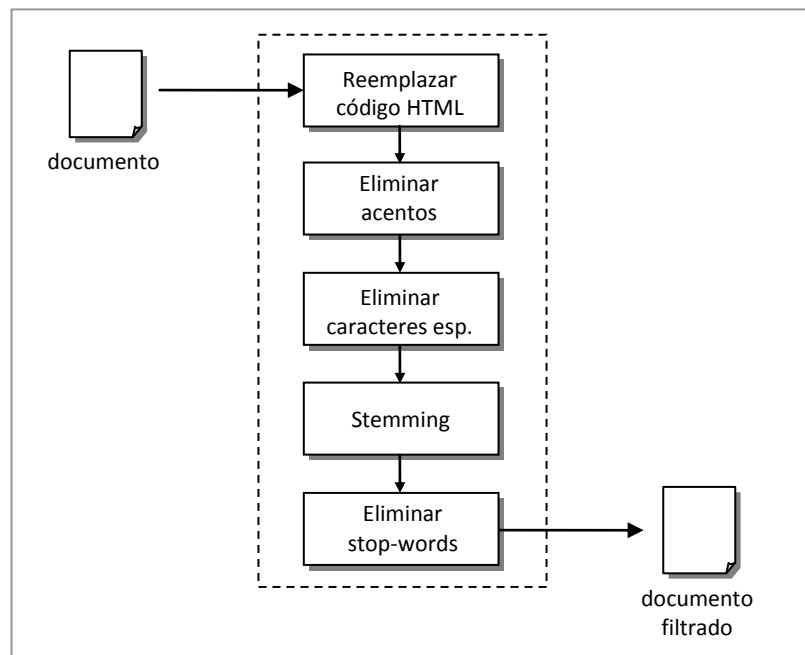 documento
Reemplazar
código HTML
Eliminar
acentos
Eliminar
caracteres esp.
Stemming
Eliminar
stop-words
documento
filtrado